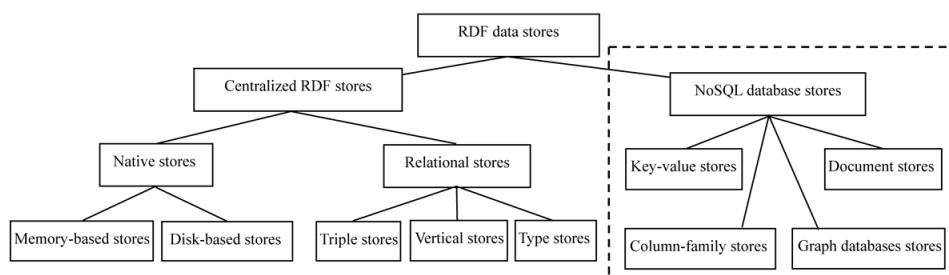 RDF data stores
Centralized RDF stores
NoSQL database stores
Native stores
Relational stores
Key-value stores
Document stores
Memory-based stores
Disk-based stores
Triple stores
Vertical stores
Type stores
Column-family stores
Graph databases stores